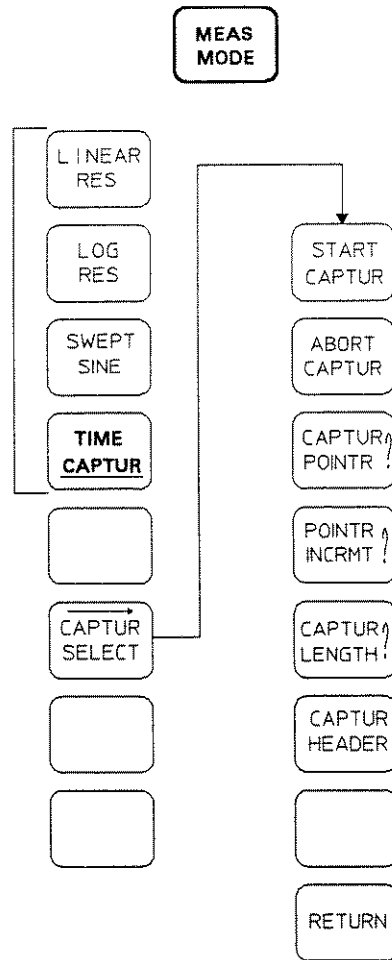 MEAS
MODE
LINEAR
RES
LOG
RES
SWEPT
SINE
TIME
CAPTUR
CAPTUR
SELECT
START
CAPTUR
ABORT
CAPTUR
CAPTUR?
POINTR
POINTR?
INCRMT
CAPTUR?
LENGTH
CAPTUR
HEADER
RETURN